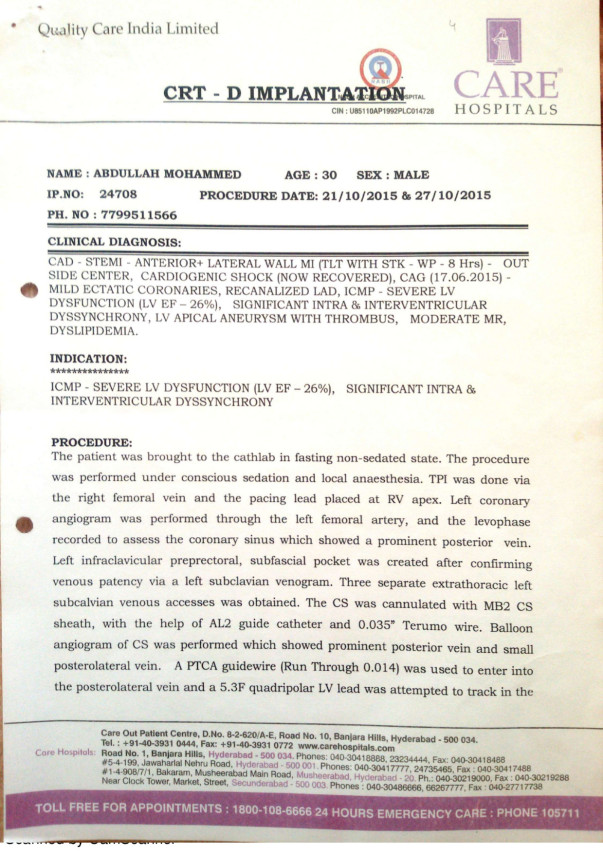 Quality Care India Limited
4
CRT - D IMPLANTATION
CIN : U85110AP1992PLC014728
CARE
HOSPITALS
NAME : ABDULLAH MOHAMMED AGE : 30 SEX : MALE
IP.NO: 24708 PROCEDURE DATE: 21/10/2015 & 27/10/2015
PH. NO : 7799511566
CLINICAL DIAGNOSIS:
CAD - STEMI - ANTERIOR+ LATERAL WALL MI (TLT WITH STK - WP - 8 Hrs) - OUT
SIDE CENTER, CARDIOGENIC SHOCK (NOW RECOVERED), CAG (17.06.2015) -
MILD ECTATIC CORONARIES, RECANALIZED LAD, ICMP - SEVERE LV
DYSFUNCTION (LV EF – 26%), SIGNIFICANT INTRA & INTERVENTRICULAR
DYSSYNCHRONY, LV APICAL ANEURYSM WITH THROMBUS, MODERATE MR,
DYSLIPIDEMIA.
INDICATION:
***************
ICMP - SEVERE LV DYSFUNCTION (LV EF – 26%), SIGNIFICANT INTRA &
INTERVENTRICULAR DYSSYNCHRONY
PROCEDURE:
The patient was brought to the cathlab in fasting non-sedated state. The procedure
was performed under conscious sedation and local anaesthesia. TPI was done via
the right femoral vein and the pacing lead placed at RV apex. Left coronary
angiogram was performed through the left femoral artery, and the levophase
recorded to assess the coronary sinus which showed a prominent posterior vein.
Left infraclavicular preprectoral, subfascial pocket was created after confirming
venous patency via a left subclavian venogram. Three separate extrathoracic left
subcalvian venous accesses was obtained. The CS was cannulated with MB2 CS
sheath, with the help of AL2 guide catheter and 0.035” Terumo wire. Balloon
angiogram of CS was performed which showed prominent posterior vein and small
posterolateral vein. A PTCA guidewire (Run Through 0.014) was used to enter into
the posterolateral vein and a 5.3F quadripolar LV lead was attempted to track in the
Care Out Patient Centre, D.No. 8-2-620/A-E, Road No. 10, Banjara Hills, Hyderabad - 500 034.
Tel. : +91-40-3931 0444, Fax: +91-40-3931 0772 www.carehospitals.com
Care Hospitals: Road No. 1, Banjara Hills, Hyderabad - 500 034. Phones: 040-30418888, 23234444, Fax: 040-30418488
#5-4-199, Jawaharlal Nehru Road, Hyderabad - 500 001. Phones: 040-30417777, 24735465, Fax : 040-30417488
#1-4-908/7/1, Bakaram, Musheerabad Main Road, Musheerabad, Hyderabad - 20. Ph.: 040-30219000, Fax : 040-30219288
Near Clock Tower, Market, Street, Secunderabad - 500 003. Phones : 040-30486666, 66267777, Fax : 040-27717738
TOLL FREE FOR APPOINTMENTS : 1800-108-6666 24 HOURS EMERGENCY CARE : PHONE 105711